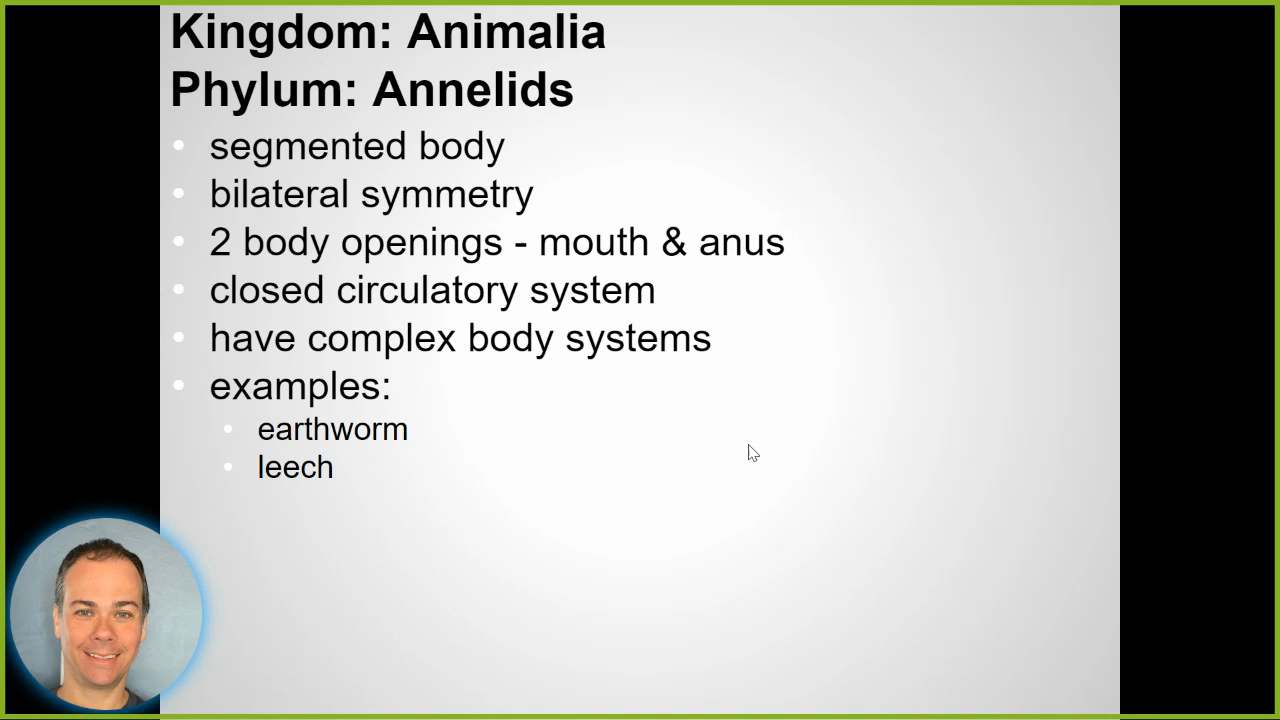 Kingdom: Animalia
Phylum: Annelids
• segmented body
• bilateral symmetry
• 2 body openings - mouth & anus
• closed circulatory system
• have complex body systems
• examples:
• earthworm
• leech